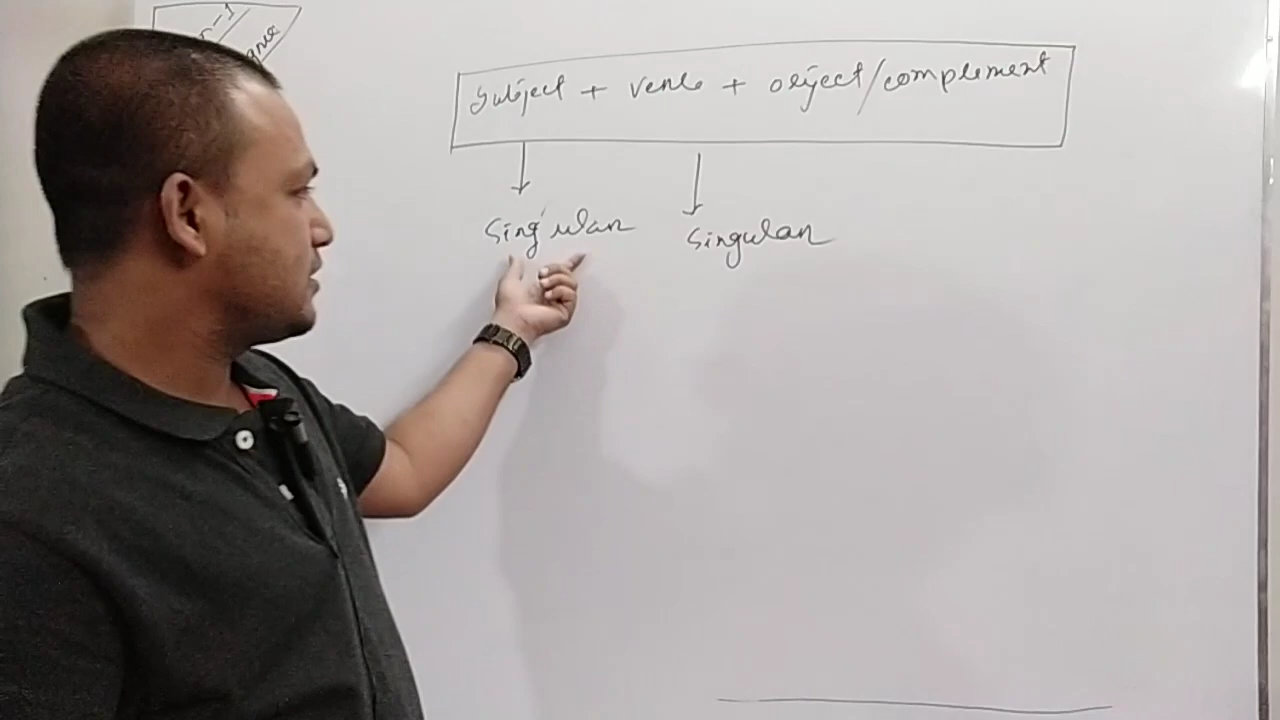 Subject + verb + object/complement
Singular Singular